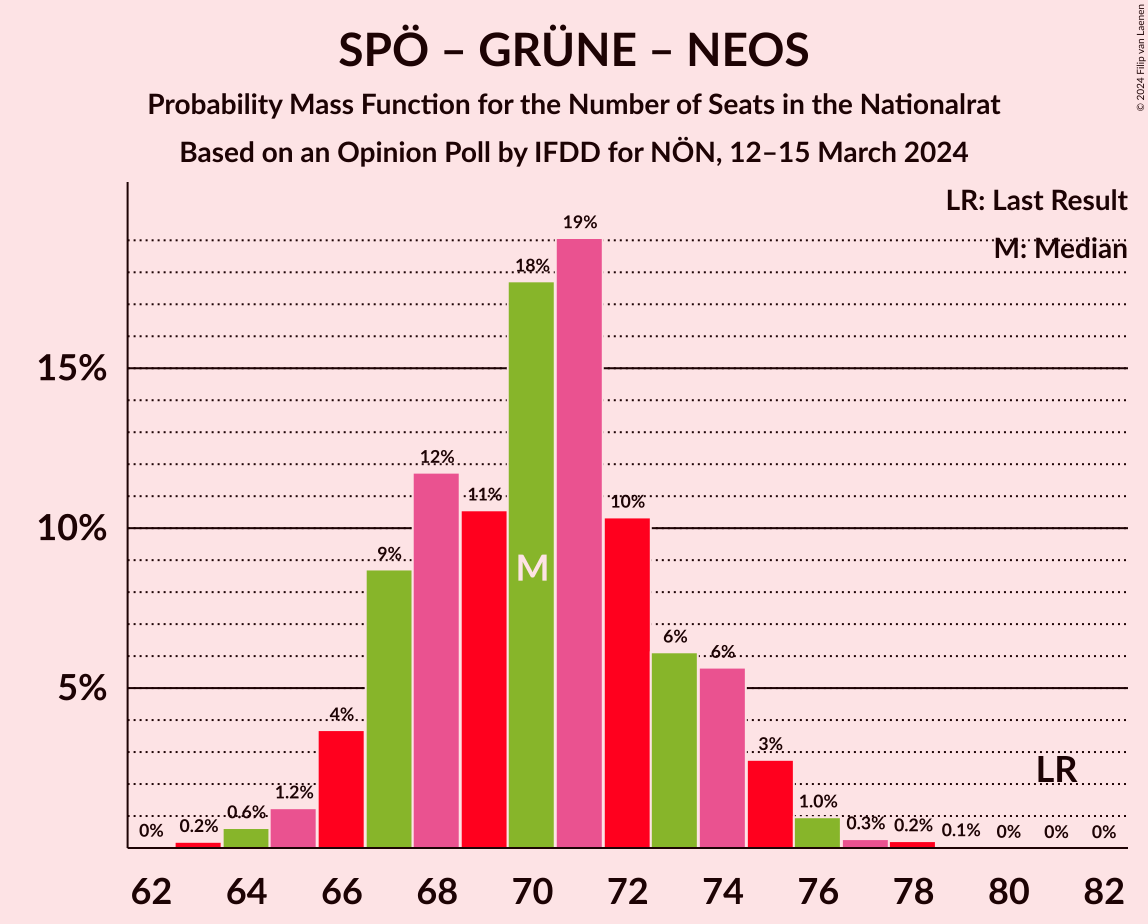 SPÖ – GRÜNE – NEOS
Probability Mass Function for the Number of Seats in the Nationalrat
Based on an Opinion Poll by IFDD for NÖN, 12–15 March 2024
© 2024 Filip van Laenen
LR: Last Result
M: Median
15%
10%
5%
0%
0.2%
0.6%
1.2%
4%
9%
12%
11%
18%
19%
10%
6%
6%
3%
1.0%
0.3%
0.2%
0.1%
0%
0%
0%
M
LR
62 64 66 68 70 72 74 76 78 80 82